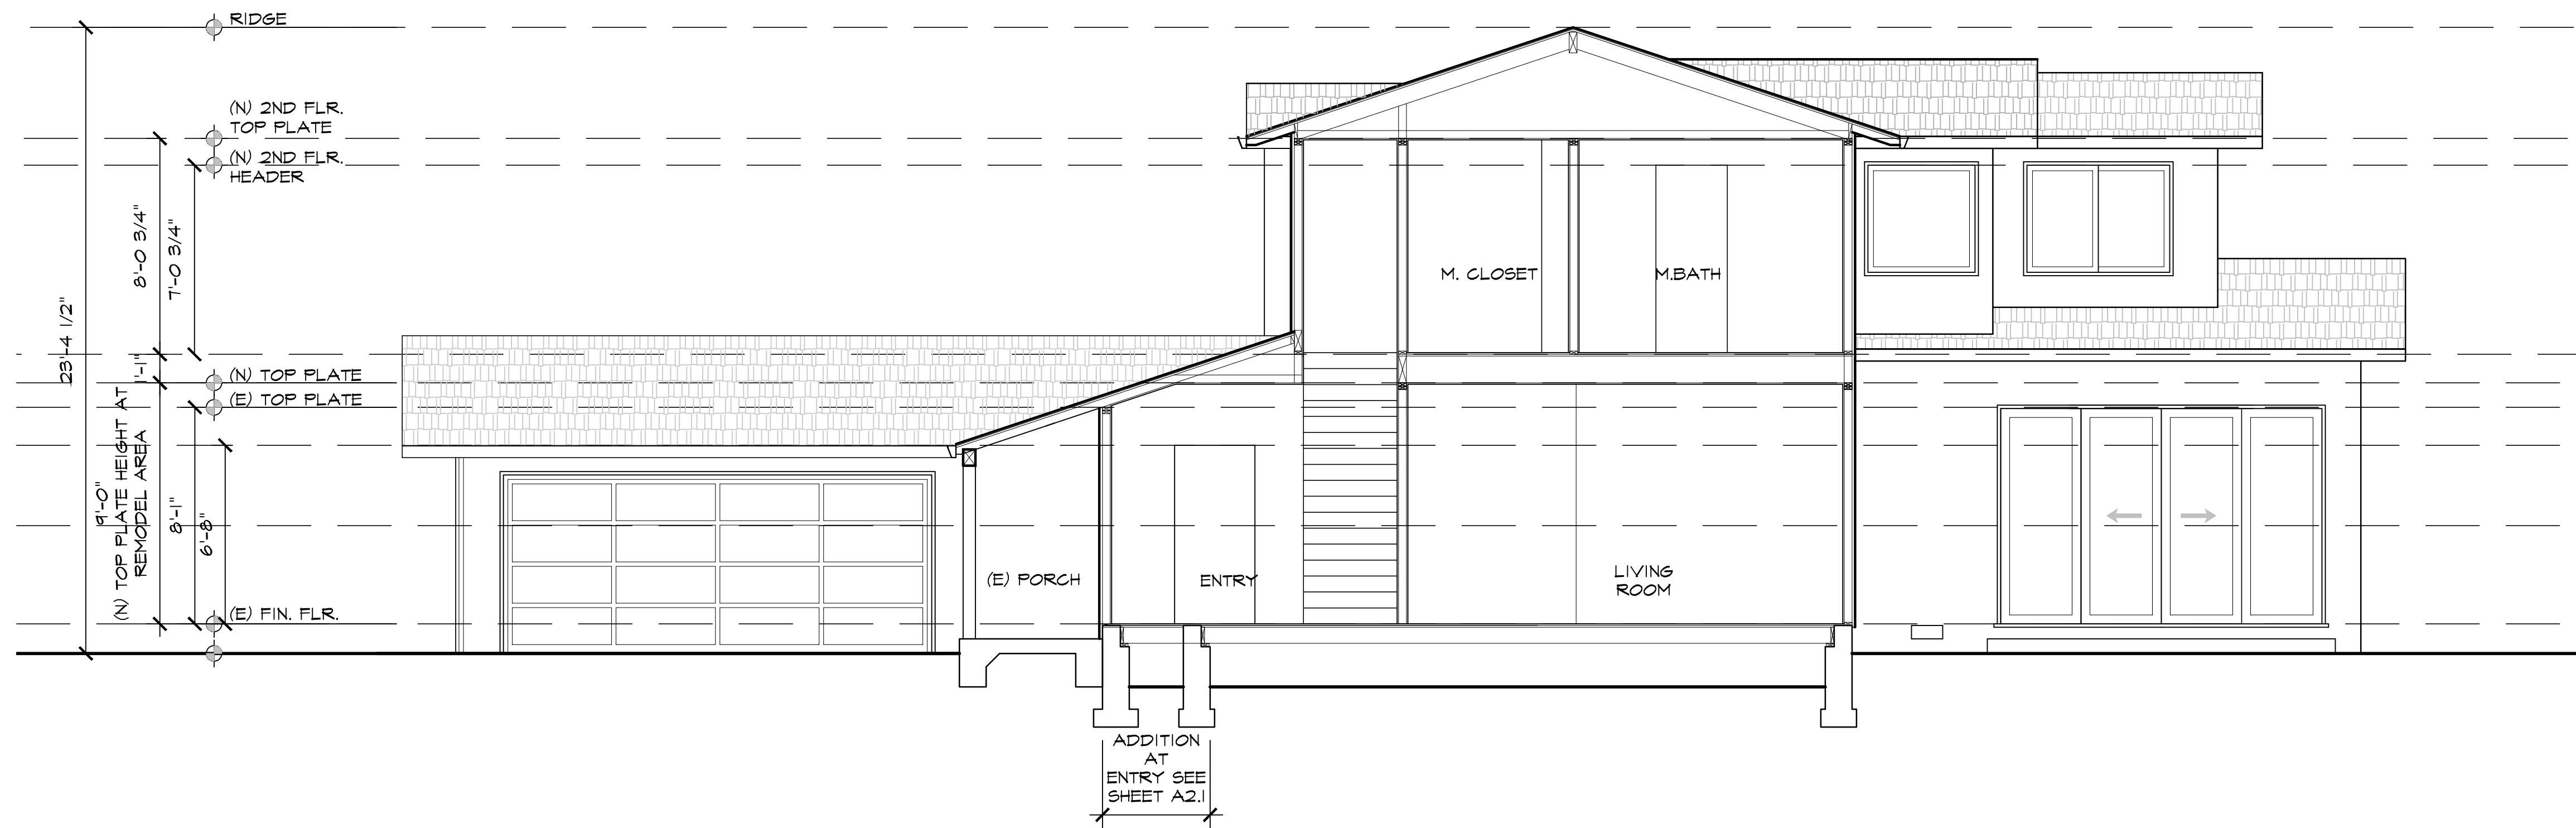 RIDGE
(N) 2ND FLR.
TOP PLATE
(N) 2ND FLR.
HEADER
8'-0 3/4"
7'-0 3/4"
23'-4 1/2"
1'-1"
(N) TOP PLATE
(E) TOP PLATE
9'-0"
(N) TOP PLATE HEIGHT AT
REMODEL AREA
8'-1"
6'-8"
(E) FIN. FLR.
M. CLOSET
M.BATH
(E) PORCH
ENTRY
LIVING
ROOM
ADDITION
AT
ENTRY SEE
SHEET A2.1